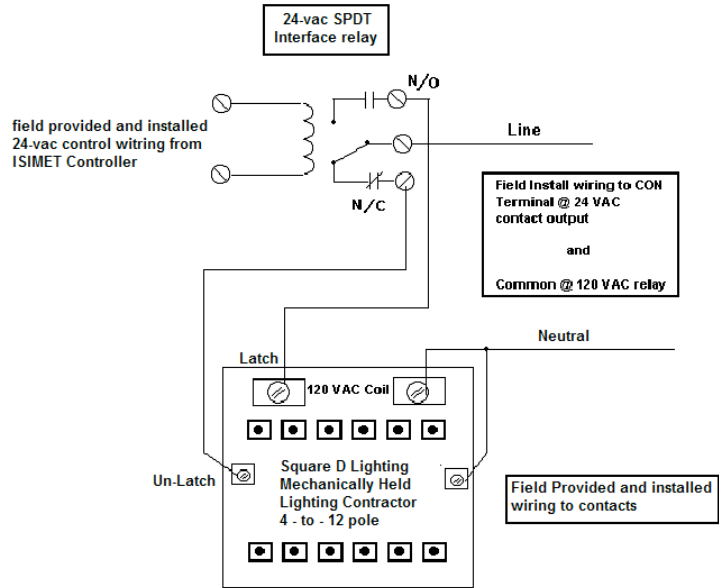 24-vac SPDT
Interface relay
N/O
field provided and installed
24-vac control witring from
ISIMET Controller
Line
N/C
Field Install wiring to CON
Terminal @ 24 VAC
contact output
and
Common @ 120 VAC relay
Neutral
Latch
120 VAC Coil
Un-Latch
Square D Lighting
Mechanically Held
Lighting Contractor
4 - to - 12 pole
Field Provided and installed
wiring to contacts